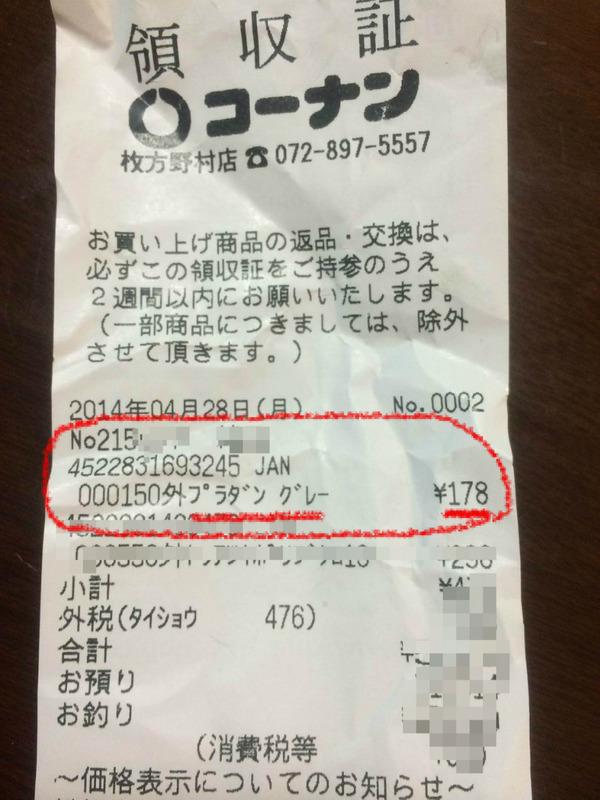 領収証
コーナン
枚方野村店 ☎ 072-897-5557
お買い上げ商品の返品・交換は、
必ずこの領収証をご持参のうえ
2週間以内にお願いいたします。
(一部商品につきましては、除外
させて頂きます。)
2014年04月28日(月) No.0002
No215
4522831693245 JAN
000150外プラダン グレー ¥178
小計
外税(タイショウ 476)
合計
お預り
お釣り
(消費税等
～価格表示についてのお知らせ～